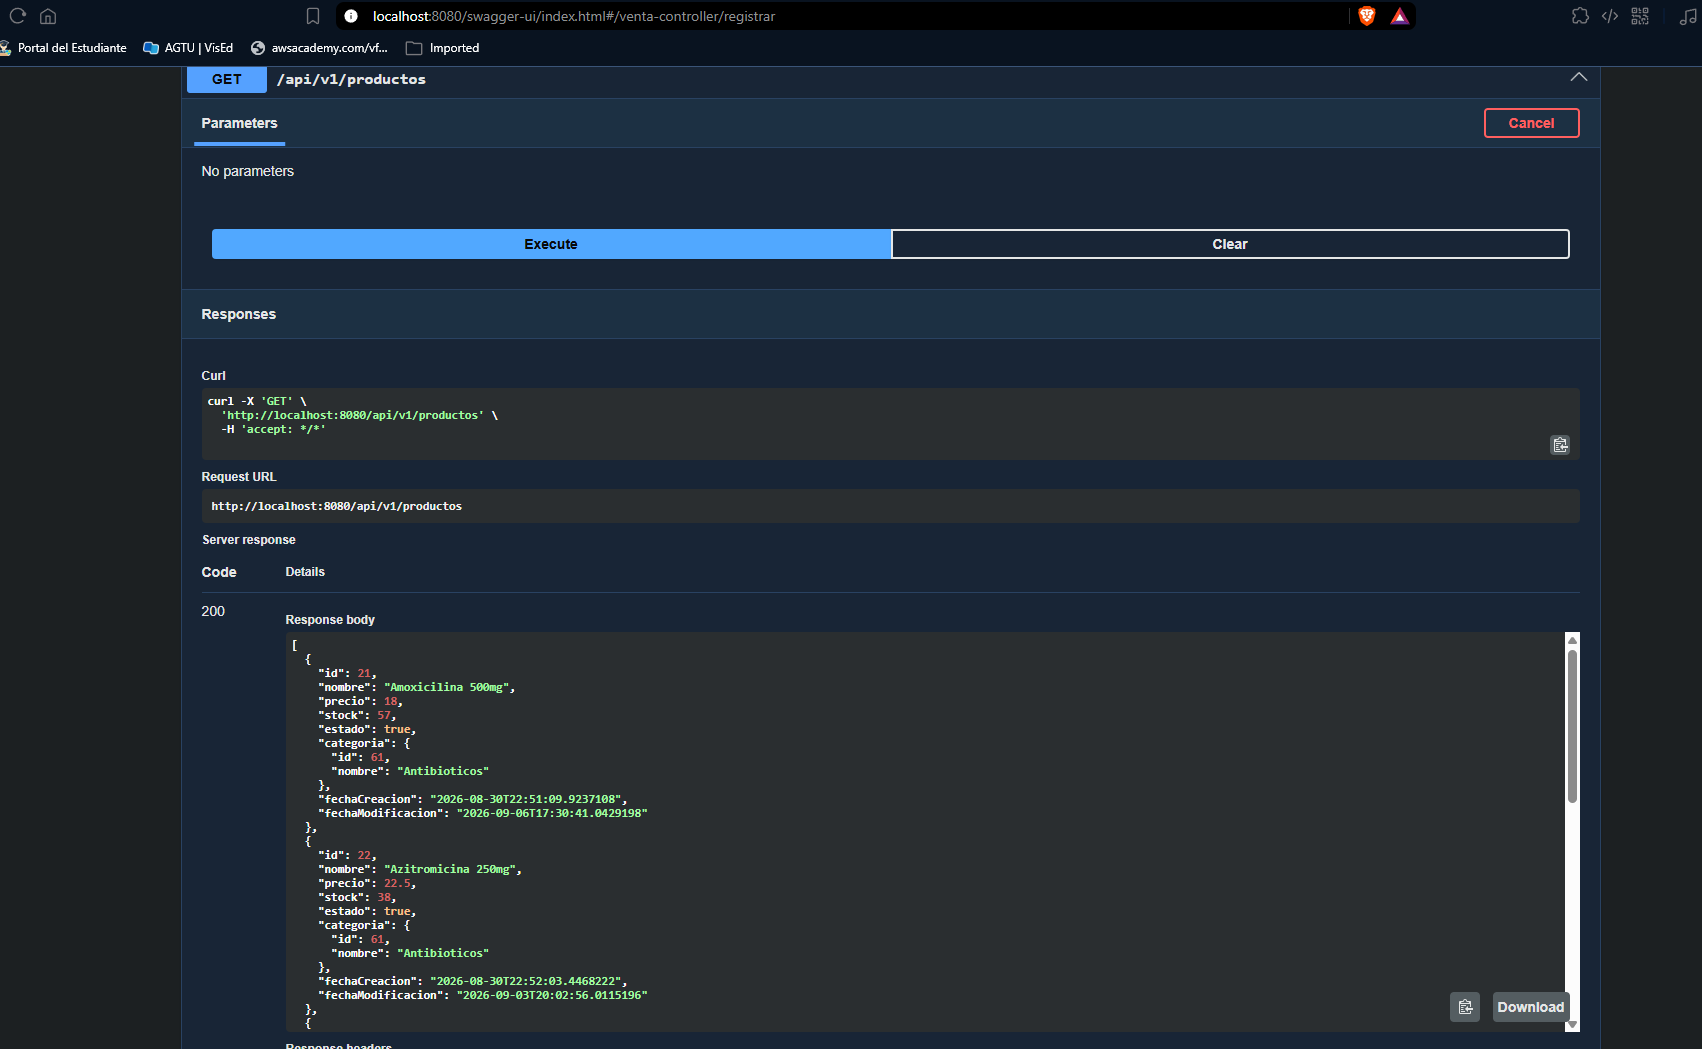 localhost:8080/swagger-ui/index.html#/venta-controller/registrar
Portal del Estudiante
AGTU | VisEd
awsacademy.com/vf...
Imported
GET
/api/v1/productos
Parameters
Cancel
No parameters
Execute
Clear
Responses
Curl
curl -X 'GET' \
'http://localhost:8080/api/v1/productos' \
-H 'accept: */*'
Request URL
http://localhost:8080/api/v1/productos
Server response
Code
Details
200
Response body
[
{
"id": 21,
"nombre": "Amoxicilina 500mg",
"precio": 18,
"stock": 57,
"estado": true,
"categoria": {
"id": 61,
"nombre": "Antibioticos"
},
"fechaCreacion": "2026-08-30T22:51:09.9237108",
"fechaModificacion": "2026-09-06T17:30:41.0429198"
},
{
"id": 22,
"nombre": "Azitromicina 250mg",
"precio": 22.5,
"stock": 38,
"estado": true,
"categoria": {
"id": 61,
"nombre": "Antibioticos"
},
"fechaCreacion": "2026-08-30T22:52:03.4468222",
"fechaModificacion": "2026-09-03T20:02:56.0115196"
},
{
Download
Response headers